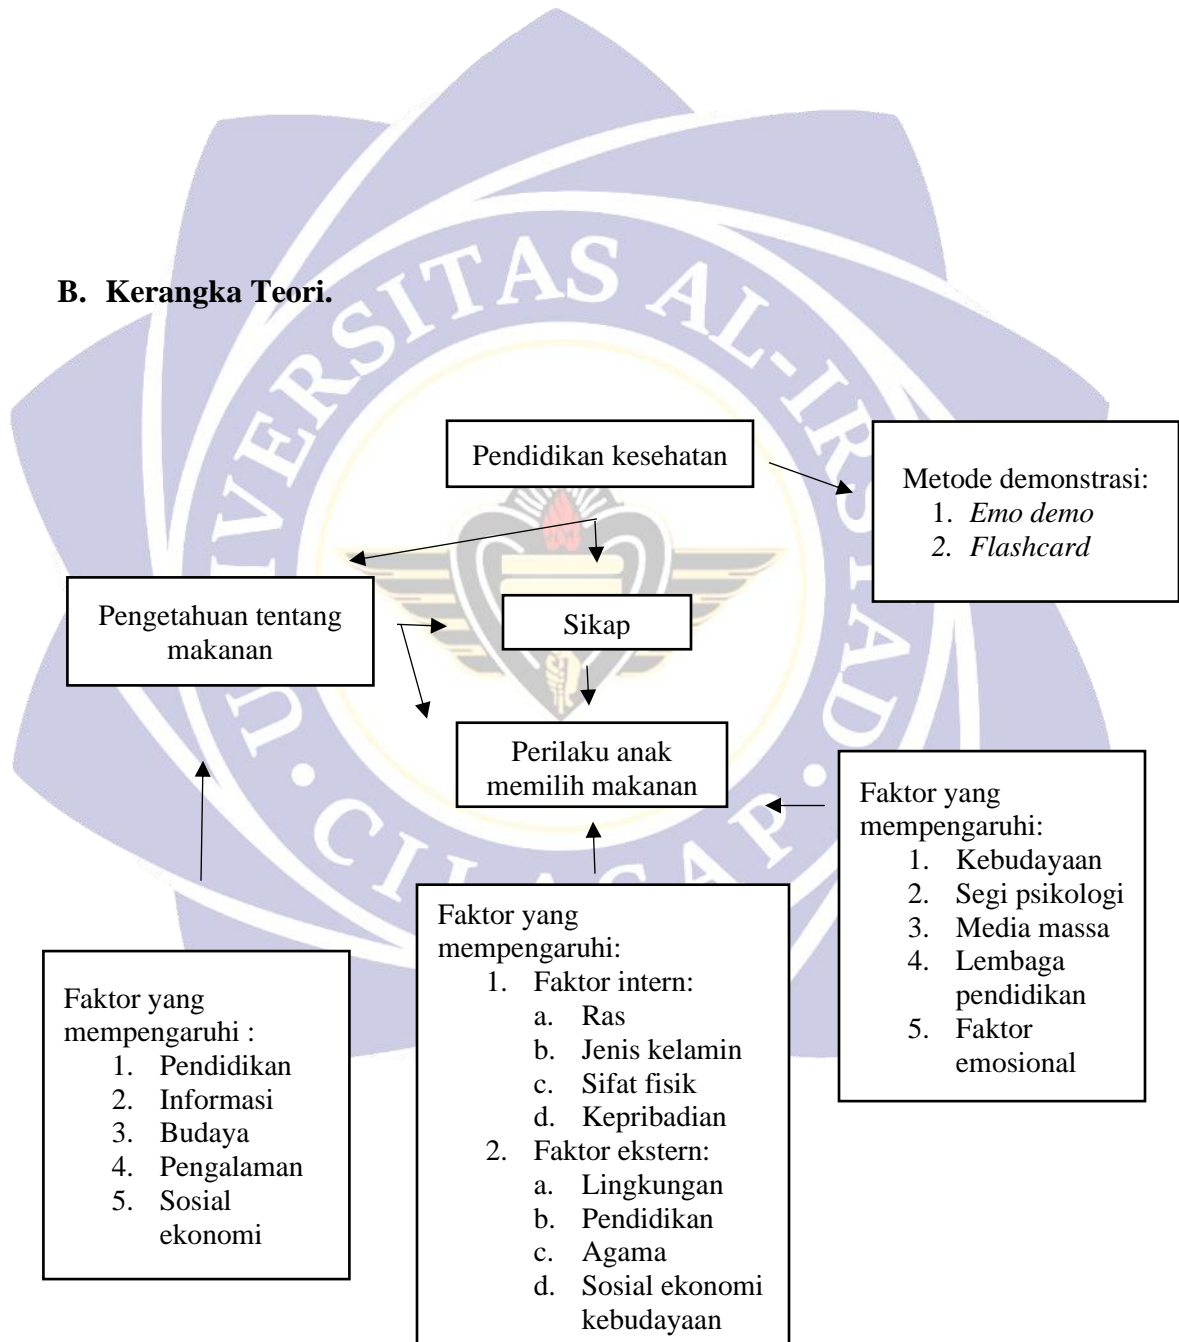 UNIVERSITAS AL-IRSYAD
CILACAP
B. Kerangka Teori.
Pendidikan kesehatan
Metode demonstrasi:
1. Emo demo
2. Flashcard
Pengetahuan tentang
makanan
Sikap
Perilaku anak
memilih makanan
Faktor yang
mempengaruhi:
1. Kebudayaan
2. Segi psikologi
3. Media massa
4. Lembaga
pendidikan
5. Faktor
emosional
Faktor yang
mempengaruhi:
1. Faktor intern:
a. Ras
b. Jenis kelamin
c. Sifat fisik
d. Kepribadian
2. Faktor ekstern:
a. Lingkungan
b. Pendidikan
c. Agama
d. Sosial ekonomi
kebudayaan
Faktor yang
mempengaruhi :
1. Pendidikan
2. Informasi
3. Budaya
4. Pengalaman
5. Sosial
ekonomi